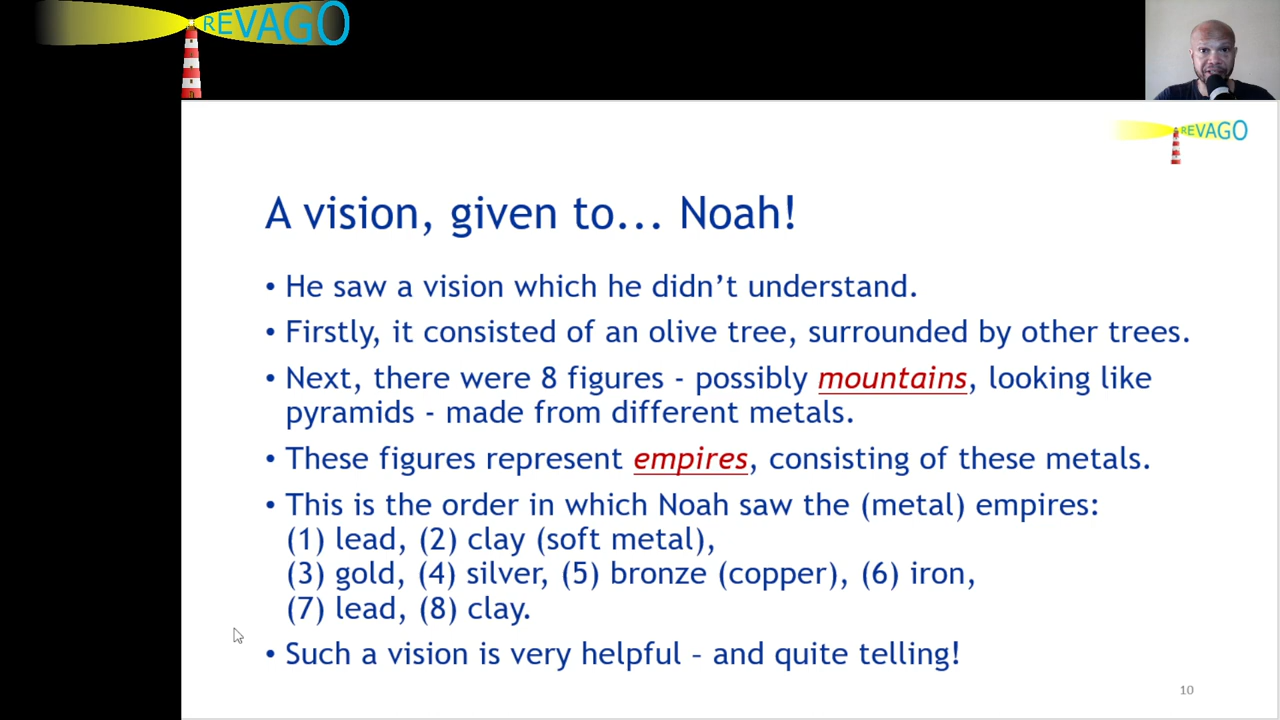 REVAGO
REVAGO
A vision, given to... Noah!
• He saw a vision which he didn’t understand.
• Firstly, it consisted of an olive tree, surrounded by other trees.
• Next, there were 8 figures - possibly mountains, looking like
pyramids - made from different metals.
• These figures represent empires, consisting of these metals.
• This is the order in which Noah saw the (metal) empires:
(1) lead, (2) clay (soft metal),
(3) gold, (4) silver, (5) bronze (copper), (6) iron,
(7) lead, (8) clay.
• Such a vision is very helpful – and quite telling!
10